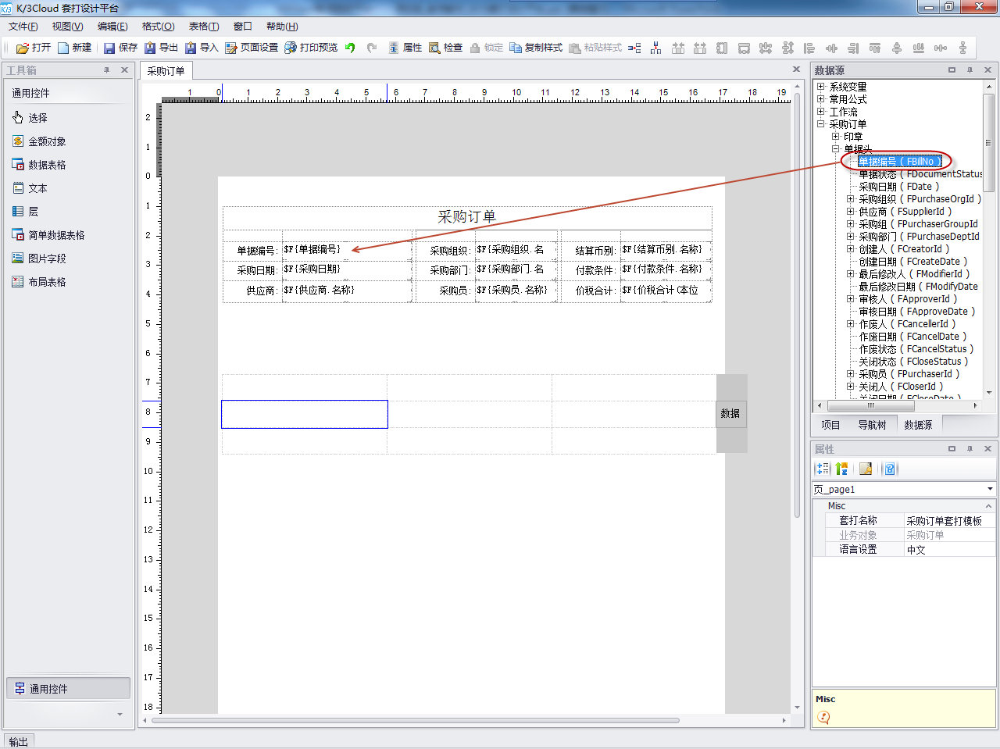 K/3Cloud 套打设计平台
文件(F) 视图(V) 编辑(E) 格式(O) 表格(T) 窗口 帮助(H)
打开 新建 保存 导出 导入 页面设置 打印预览 属性 检查 锁定 复制样式 粘贴样式
工具箱
通用控件
选择
金额对象
数据表格
文本
层
简单数据表格
图片字段
布局表格
通用控件
采购订单
1 0 1 2 3 4 5 6 7 8 9 10 11 12 13 14 15 16 17 18 19
2
1
0
1
2
3
4
5
6
7
8
9
10
11
12
13
14
15
16
17
18
采购订单
单据编号: $F{单据编号} 采购组织: $F{采购组织.名 结算币别: $F{结算币别.名称}
采购日期: $F{采购日期} 采购部门: $F{采购部门.名 付款条件: $F{付款条件.名称}
供应商: $F{供应商.名称} 采购员: $F{采购员.名称} 价税合计: $F{价税合计(本位
数据
数据源
系统变量
常用公式
工作流
采购订单
印章
单据头
单据编号（FBillNo）
单据状态（FDocumentStatus
采购日期（FDate）
采购组织（FPurchaseOrgId）
供应商（FSupplierId）
采购组（FPurchaserGroupId
采购部门（FPurchaseDeptId
创建人（FCreatorId）
创建日期（FCreateDate）
最后修改人（FModifierId）
最后修改日期（FModifyDate
审核人（FApproverId）
审核日期（FApproveDate）
作废人（FCancellerId）
作废日期（FCancelDate）
作废状态（FCancelStatus）
关闭状态（FCloseStatus）
采购员（FPurchaserId）
关闭人（FCloserId）
关闭日期（FCloseDate）
项目 导航树 数据源
属性
页_page1
Misc
套打名称 采购订单套打模板
业务对象 采购订单
语言设置 中文
Misc
输出